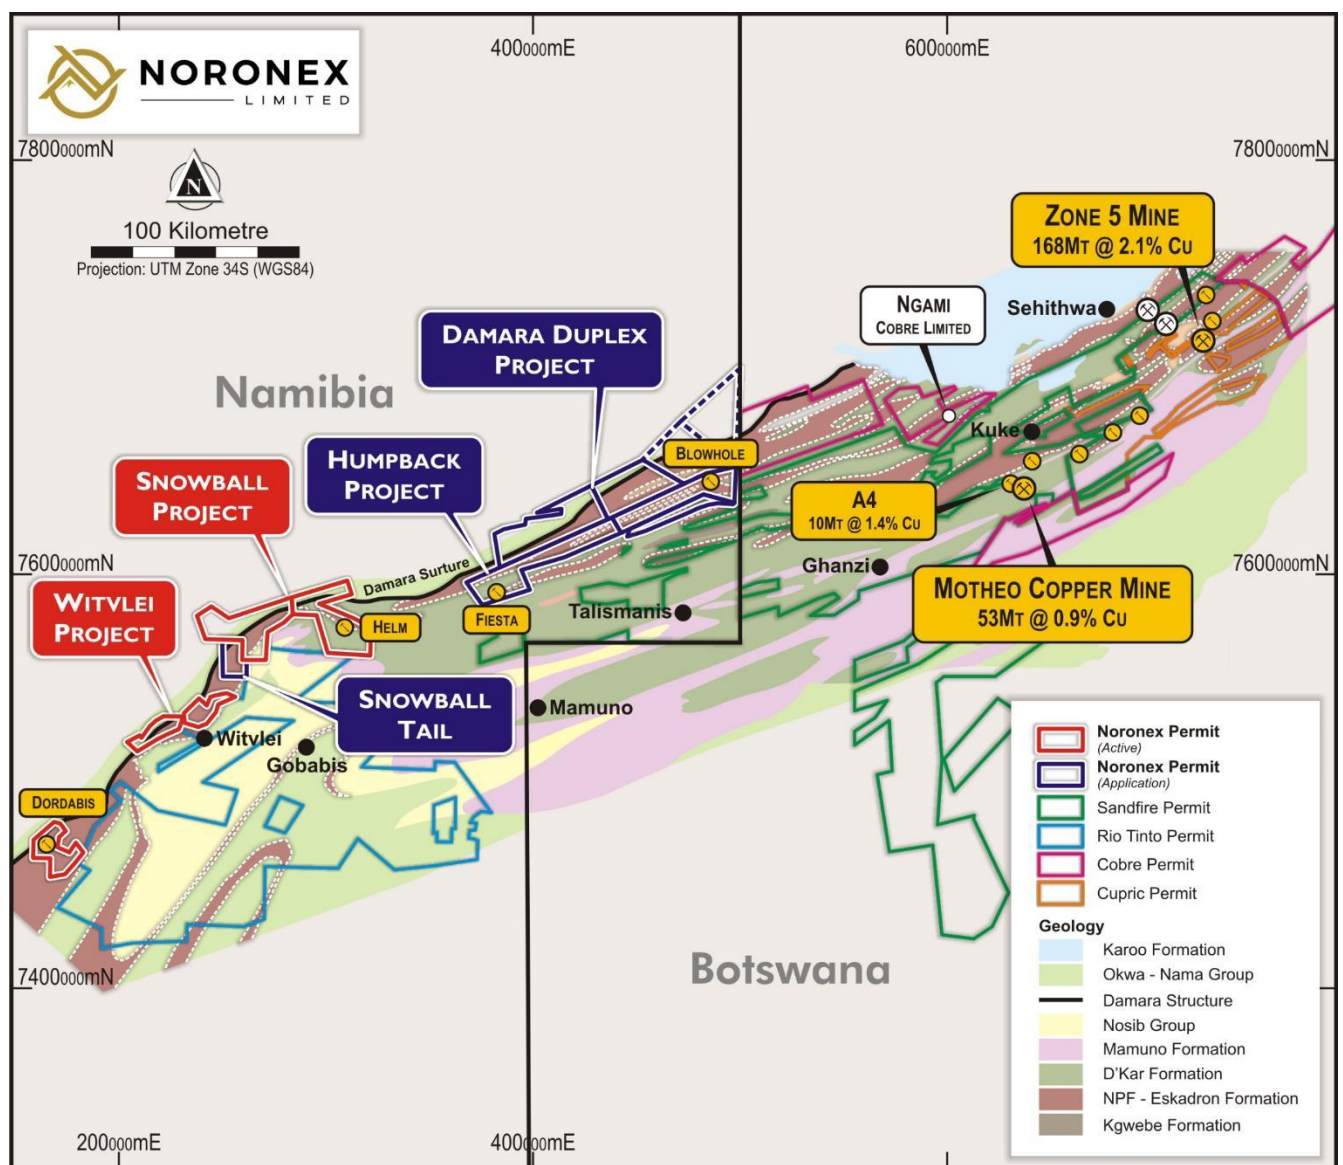 NORONEX
LIMITED
400000mE
600000mE
7800000mN
7800000mN
N
100 Kilometre
Projection: UTM Zone 34S (WGS84)
ZONE 5 MINE
168MT @ 2.1% CU
NGAMI
COBRE LIMITED
Sehithwa
DAMARA DUPLEX
PROJECT
Namibia
Kuke
HUMPBACK
PROJECT
BLOWHOLE
SNOWBALL
PROJECT
A4
10MT @ 1.4% CU
7600000mN
Damara Surture
Ghanzi
7600000mN
WITVLEI
PROJECT
HELM
FIESTA
Talismanis
MOTHEO COPPER MINE
53MT @ 0.9% CU
SNOWBALL
TAIL
Mamuno
Witvlei
Gobabis
DORDABIS
Botswana
7400000mN
200000mE
400000mE
Noronex Permit
(Active)
Noronex Permit
(Application)
Sandfire Permit
Rio Tinto Permit
Cobre Permit
Cupric Permit
Geology
Karoo Formation
Okwa - Nama Group
Damara Structure
Nosib Group
Mamuno Formation
D'Kar Formation
NPF - Eskadron Formation
Kgwebe Formation